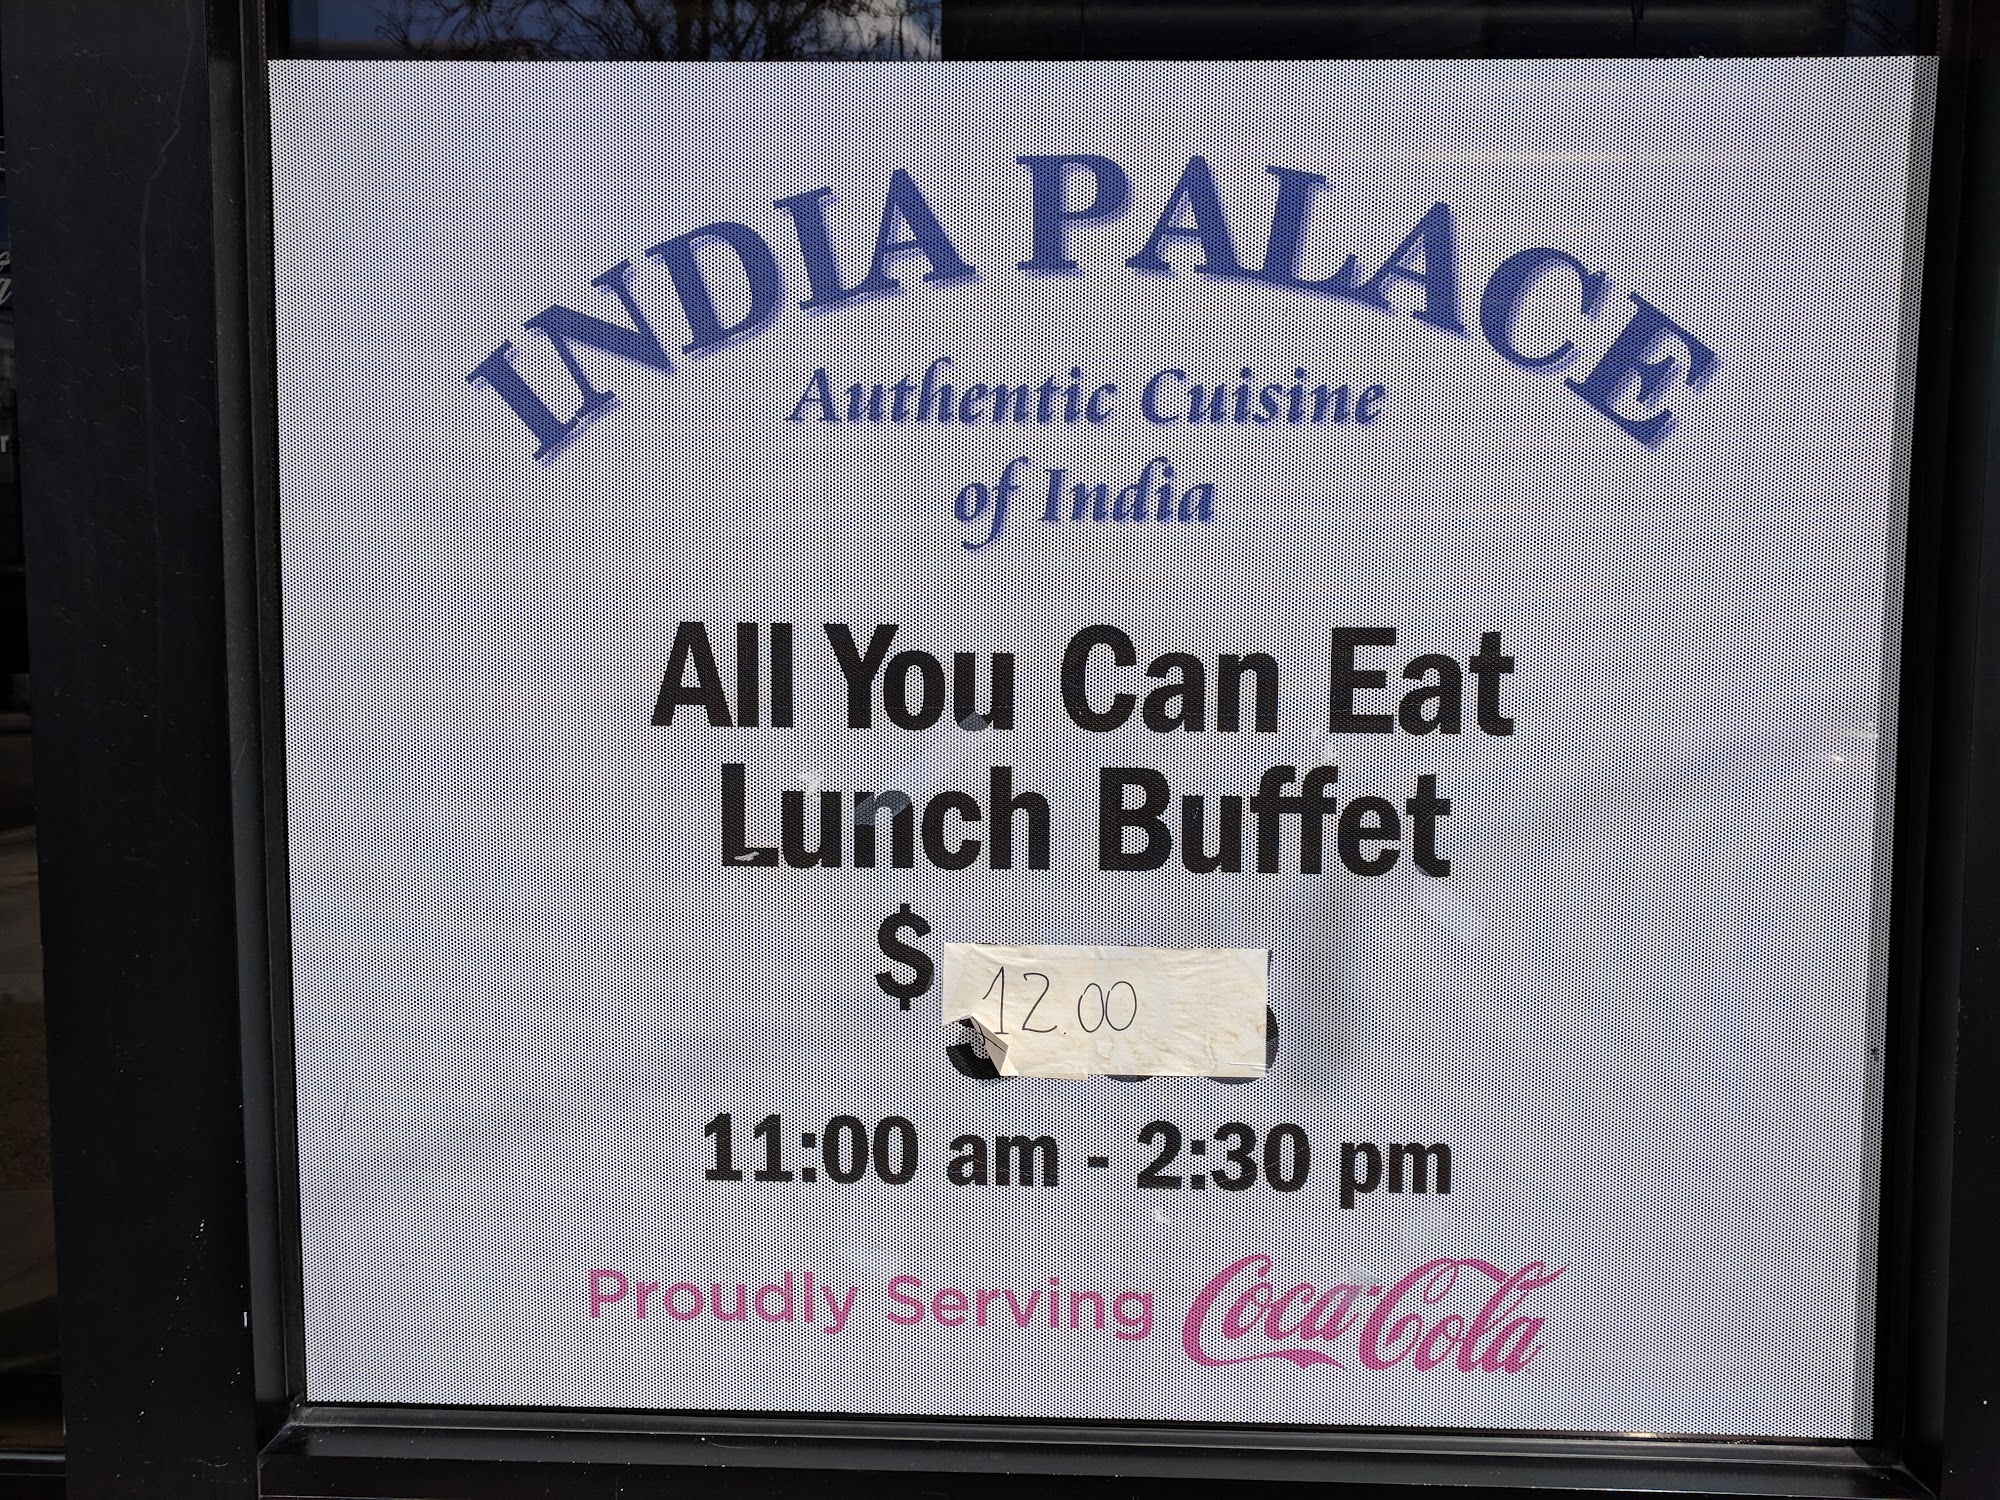 INDIA PALACE
Authentic Cuisine
of India
All You Can Eat
Lunch Buffet
$ 12.00
11:00 am - 2:30 pm
Proudly Serving Coca-Cola